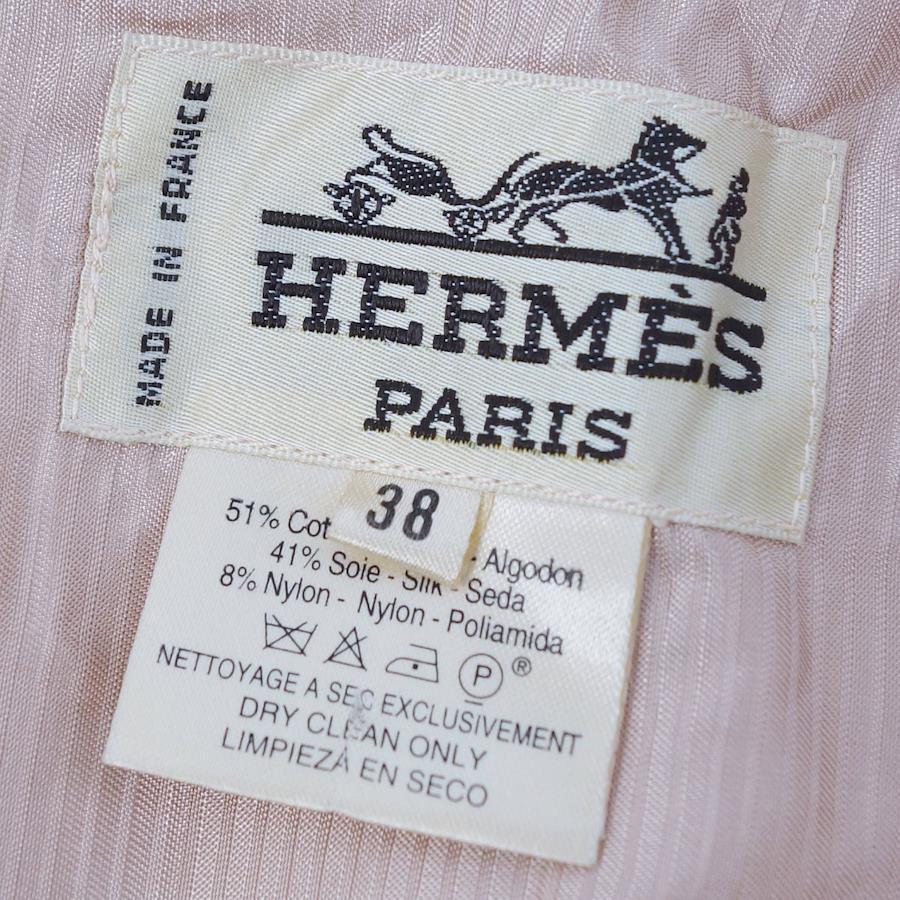 MADE IN FRANCE
HERMÈS
PARIS
38
51% Cot - Algodon
41% Soie - Silk - Seda
8% Nylon - Nylon - Poliamida
P ®
NETTOYAGE A SEC EXCLUSIVEMENT
DRY CLEAN ONLY
LIMPIEZA EN SECO